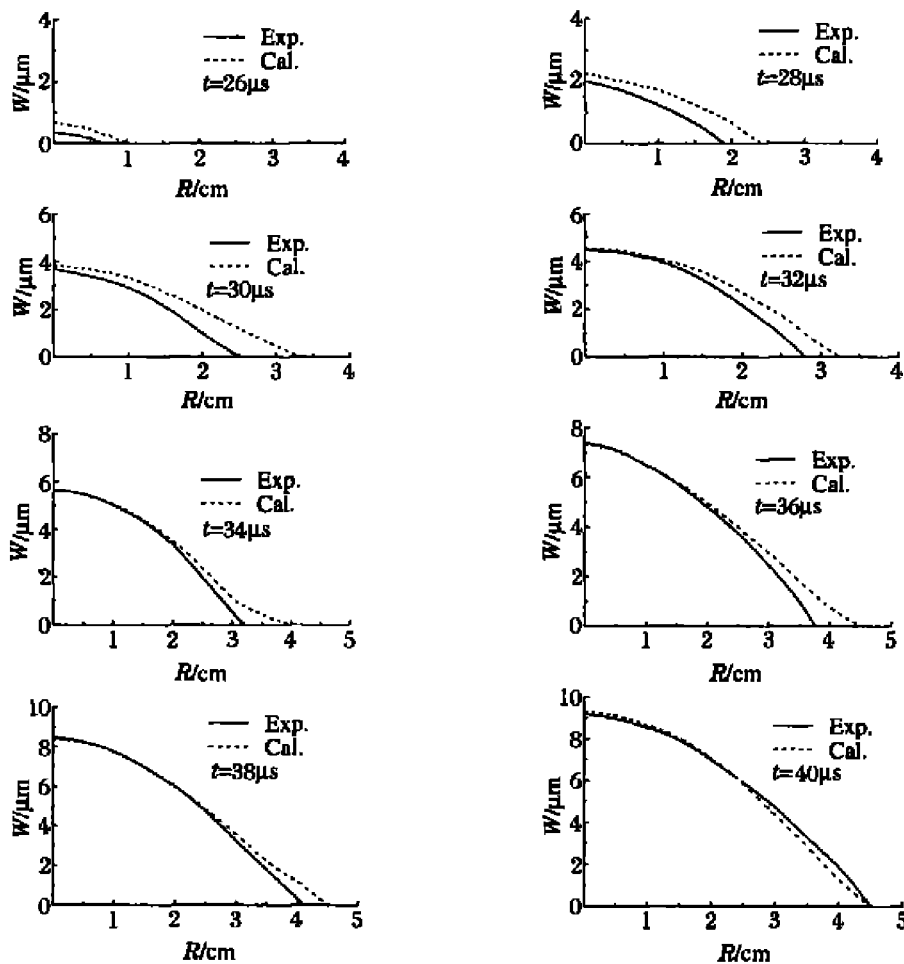 4
2
0
W/μm
Exp.
Cal.
t=26μs
1 2 3 4
R/cm
4
2
0
W/μm
Exp.
Cal.
t=28μs
1 2 3 4
R/cm
6
4
2
0
W/μm
Exp.
Cal.
t=30μs
1 2 3 4
R/cm
6
4
2
0
W/μm
Exp.
Cal.
t=32μs
1 2 3 4
R/cm
8
6
4
2
0
W/μm
Exp.
Cal.
t=34μs
1 2 3 4 5
R/cm
8
6
4
2
0
W/μm
Exp.
Cal.
t=36μs
1 2 3 4 5
R/cm
10
8
6
4
2
0
W/μm
Exp.
Cal.
t=38μs
1 2 3 4 5
R/cm
10
8
6
4
2
0
W/μm
Exp.
Cal.
t=40μs
1 2 3 4 5
R/cm